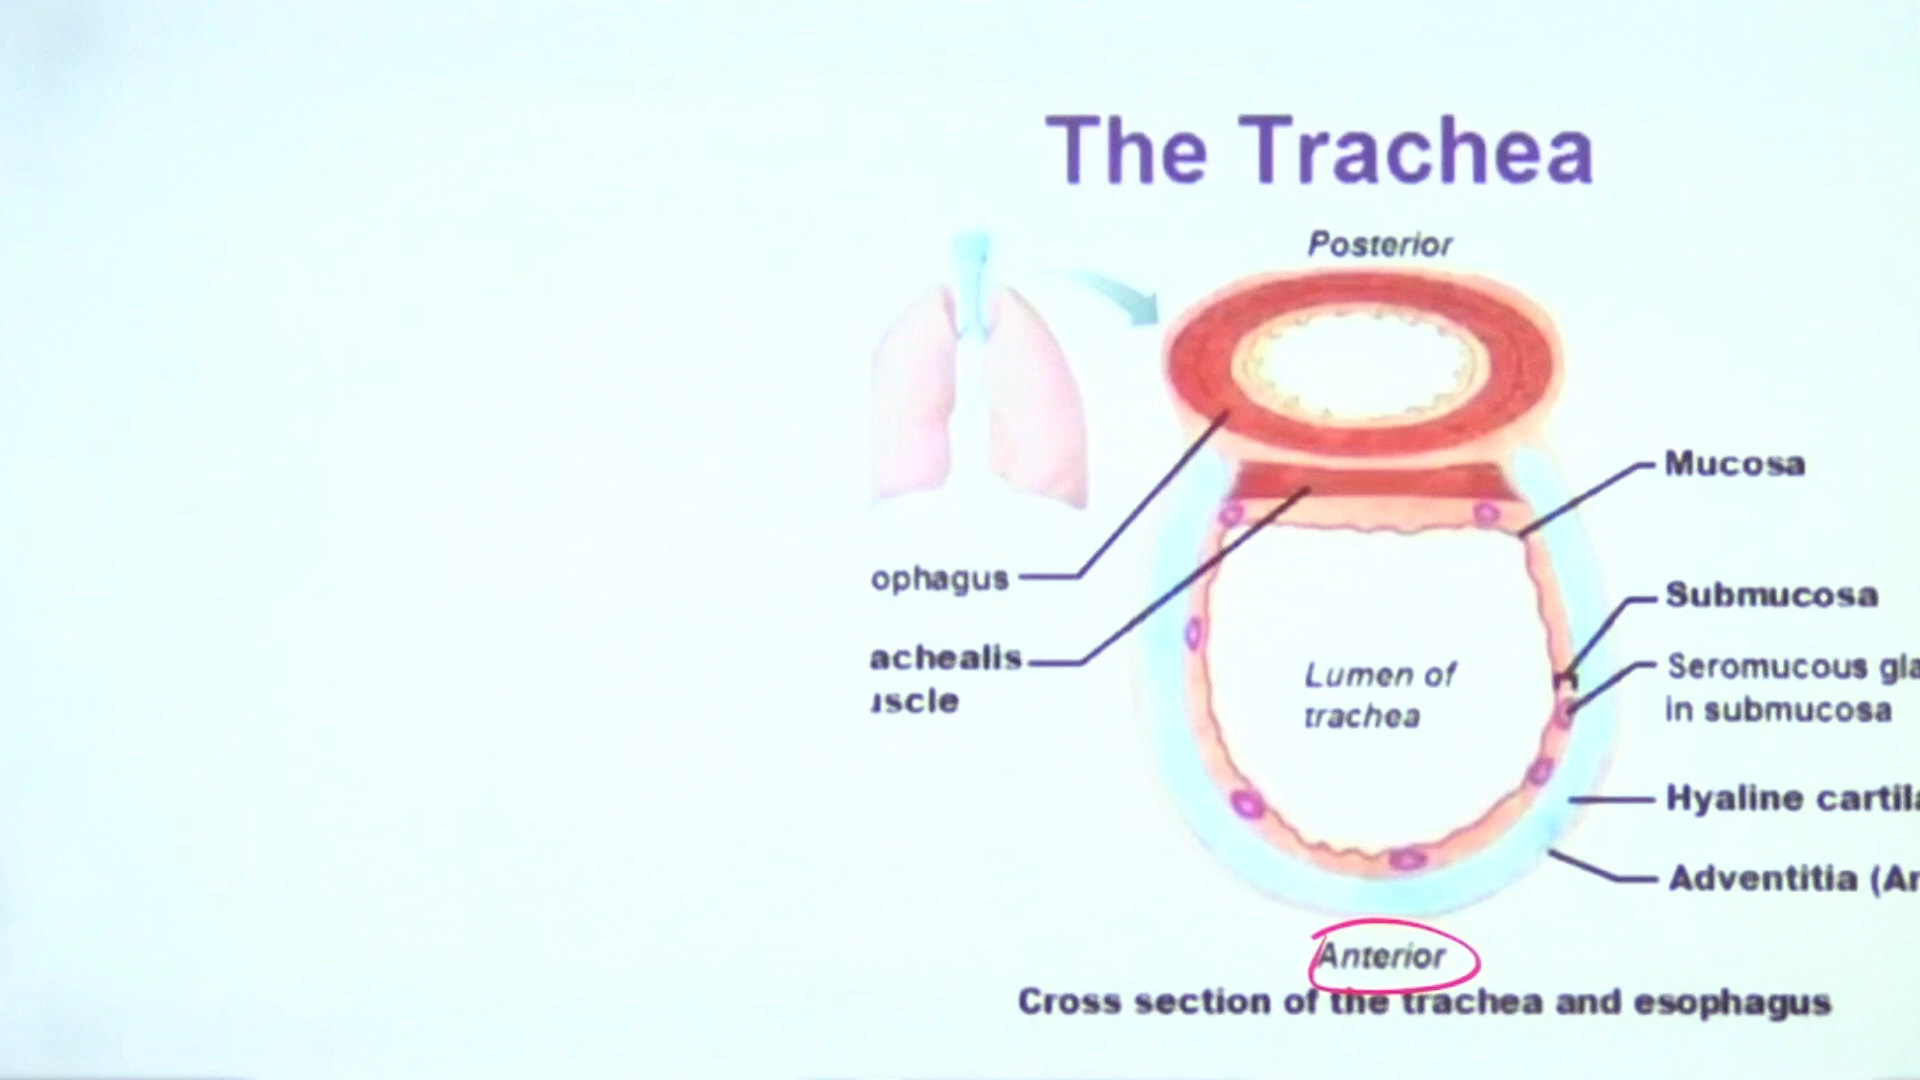 The Trachea
Posterior
Mucosa
ophagus
Submucosa
achealis
uscle
Lumen of
trachea
Seromucous gla
in submucosa
Hyaline cartila
Adventitia (An
Anterior
Cross section of the trachea and esophagus